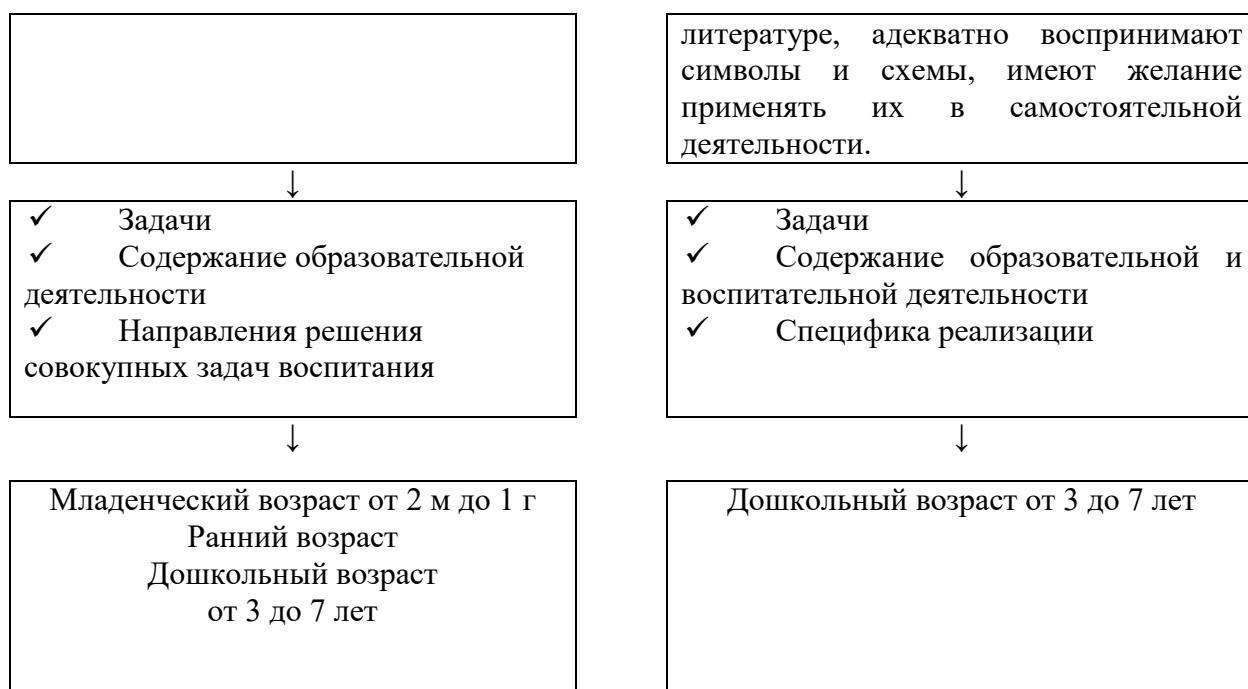 литературе, адекватно воспринимают
символы и схемы, имеют желание
применять их в самостоятельной
деятельности.
↓
↓
✓ Задачи
✓ Содержание образовательной
деятельности
✓ Направления решения
совокупных задач воспитания
✓ Задачи
✓ Содержание образовательной и
воспитательной деятельности
✓ Специфика реализации
↓
↓
Младенческий возраст от 2 м до 1 г
Ранний возраст
Дошкольный возраст
от 3 до 7 лет
Дошкольный возраст от 3 до 7 лет